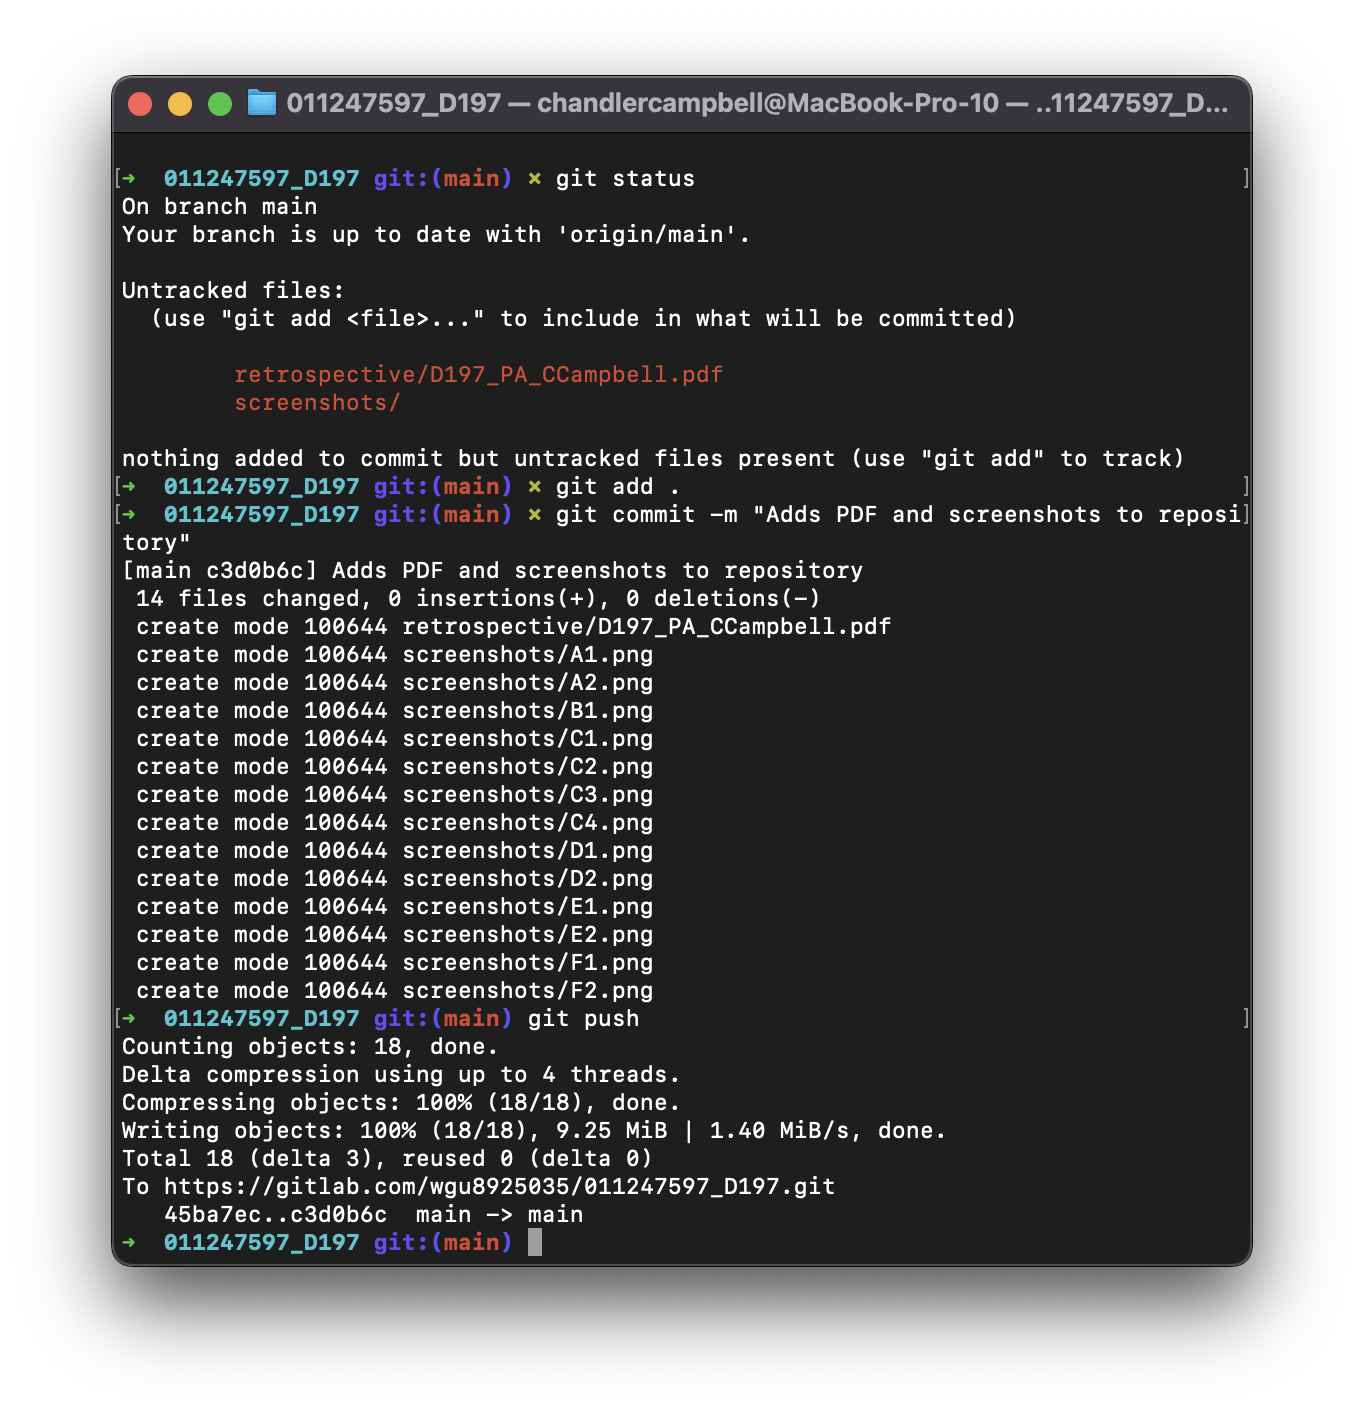 011247597_D197 — chandlercampbell@MacBook-Pro-10 — ..11247597_D...
[➜  011247597_D197 git:(main) × git status ]
On branch main
Your branch is up to date with 'origin/main'.
Untracked files:
  (use "git add <file>..." to include in what will be committed)
        retrospective/D197_PA_CCampbell.pdf
        screenshots/
nothing added to commit but untracked files present (use "git add" to track)
[➜  011247597_D197 git:(main) × git add . ]
[➜  011247597_D197 git:(main) × git commit -m "Adds PDF and screenshots to reposi]
tory"
[main c3d0b6c] Adds PDF and screenshots to repository
 14 files changed, 0 insertions(+), 0 deletions(-)
 create mode 100644 retrospective/D197_PA_CCampbell.pdf
 create mode 100644 screenshots/A1.png
 create mode 100644 screenshots/A2.png
 create mode 100644 screenshots/B1.png
 create mode 100644 screenshots/C1.png
 create mode 100644 screenshots/C2.png
 create mode 100644 screenshots/C3.png
 create mode 100644 screenshots/C4.png
 create mode 100644 screenshots/D1.png
 create mode 100644 screenshots/D2.png
 create mode 100644 screenshots/E1.png
 create mode 100644 screenshots/E2.png
 create mode 100644 screenshots/F1.png
 create mode 100644 screenshots/F2.png
[➜  011247597_D197 git:(main) git push ]
Counting objects: 18, done.
Delta compression using up to 4 threads.
Compressing objects: 100% (18/18), done.
Writing objects: 100% (18/18), 9.25 MiB | 1.40 MiB/s, done.
Total 18 (delta 3), reused 0 (delta 0)
To https://gitlab.com/wgu8925035/011247597_D197.git
   45ba7ec..c3d0b6c  main -> main
➜  011247597_D197 git:(main)